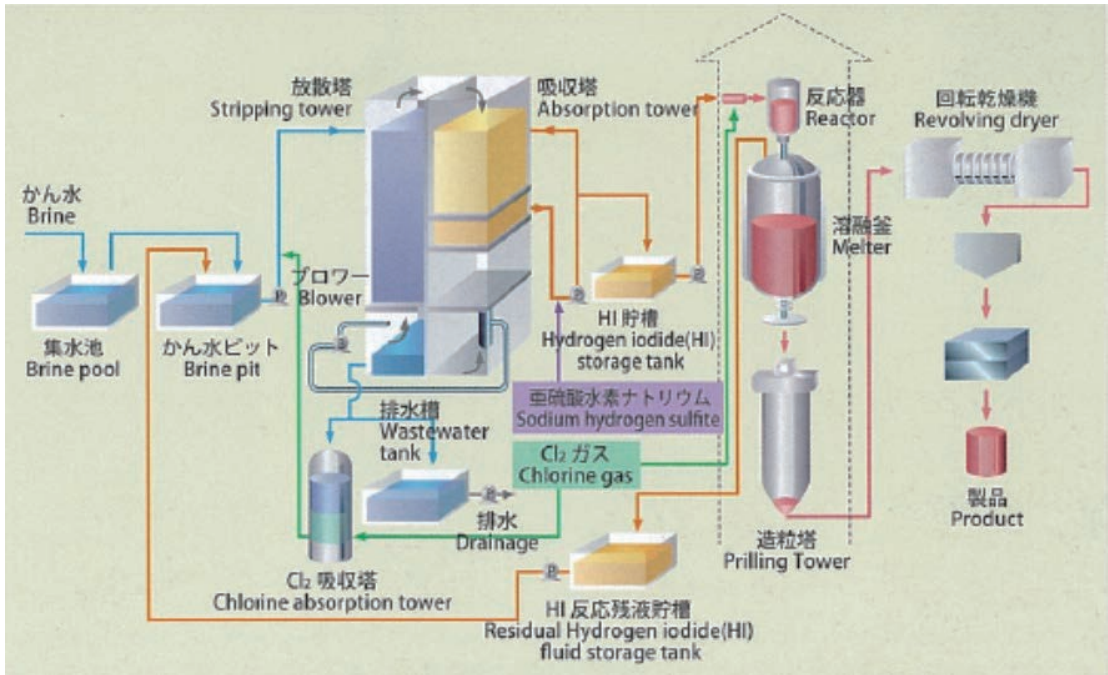 放散塔
Stripping tower
吸収塔
Absorption tower
反応器
Reactor
回転乾燥機
Revolving dryer
かん水
Brine
溶融釜
Melter
ブロワー
Blower
集水池
Brine pool
かん水ピット
Brine pit
HI 貯槽
Hydrogen iodide(HI)
storage tank
亜硫酸水素ナトリウム
Sodium hydrogen sulfite
排水槽
Wastewater
tank
Cl₂ ガス
Chlorine gas
排水
Drainage
製品
Product
造粒塔
Prilling Tower
Cl₂ 吸収塔
Chlorine absorption tower
HI 反応残液貯槽
Residual Hydrogen iodide(HI)
fluid storage tank